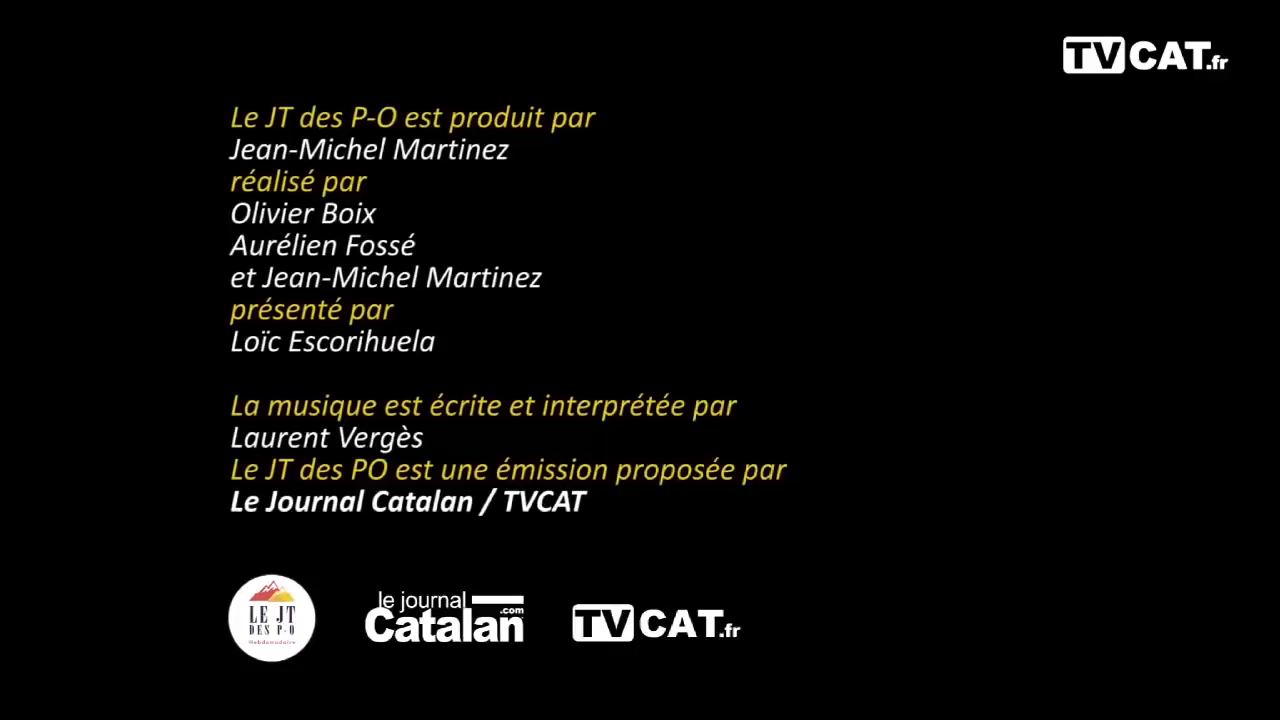 TVCAT.fr
Le JT des P-O est produit par
Jean-Michel Martinez
réalisé par
Olivier Boix
Aurélien Fossé
et Jean-Michel Martinez
présenté par
Loïc Escorihuela
La musique est écrite et interprétée par
Laurent Vergès
Le JT des PO est une émission proposée par
Le Journal Catalan / TVCAT
LE JT
DES P-O
Hebdomadaire
le journal
.com
Catalan
TVCAT.fr